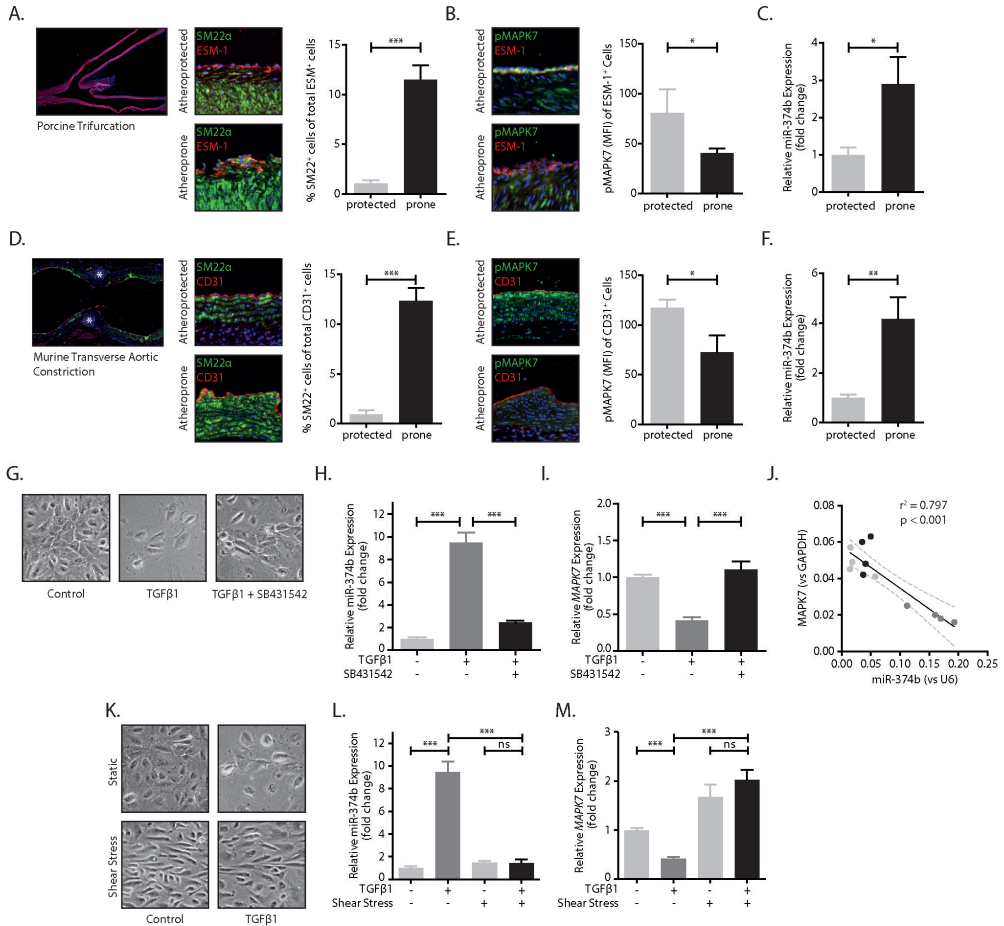 A.
SM22α
ESM-1
Atheroprotected
SM22α
ESM-1
Atheroprone
Porcine Trifurcation
% SM22+ cells of total ESM+ cells
15
10
5
0
***
protected
prone
B.
pMAPK7
ESM-1
Atheroprotected
pMAPK7
ESM-1
Atheroprone
pMAPK7 (MFI) of ESM-1+ Cells
150
100
50
0
*
protected
prone
C.
Relative miR-374b Expression
(fold change)
4
3
2
1
0
*
protected
prone
D.
*
*
Murine Transverse Aortic
Constriction
SM22α
CD31
Atheroprotected
SM22α
CD31
Atheroprone
% SM22+ cells of total CD31+ cells
15
10
5
0
***
protected
prone
E.
pMAPK7
CD31
Atheroprotected
pMAPK7
CD31
Atheroprone
pMAPK7 (MFI) of CD31+ Cells
150
100
50
0
*
protected
prone
F.
Relative miR-374b Expression
(fold change)
6
4
2
0
**
protected
prone
G.
Control
TGFβ1
TGFβ1 + SB431542
H.
Relative miR-374b Expression
(fold change)
12
10
8
6
4
2
0
***
***
TGFβ1 - + +
SB431542 - - +
I.
Relative MAPK7 Expression
(fold change)
2.0
1.5
1.0
0.5
0.0
***
***
TGFβ1 - + +
SB431542 - - +
J.
r2 = 0.797
p < 0.001
MAPK7 (vs GAPDH)
0.08
0.06
0.04
0.02
0.00
0.00 0.05 0.10 0.15 0.20 0.25
miR-374b (vs U6)
K.
Static
Shear Stress
Control
TGFβ1
L.
Relative miR-374b Expression
(fold change)
12
10
8
6
4
2
0
***
***
ns
TGFβ1 - + - +
Shear Stress - - + +
M.
Relative MAPK7 Expression
(fold change)
3
2
1
0
***
***
ns
TGFβ1 - + - +
Shear Stress - - + +